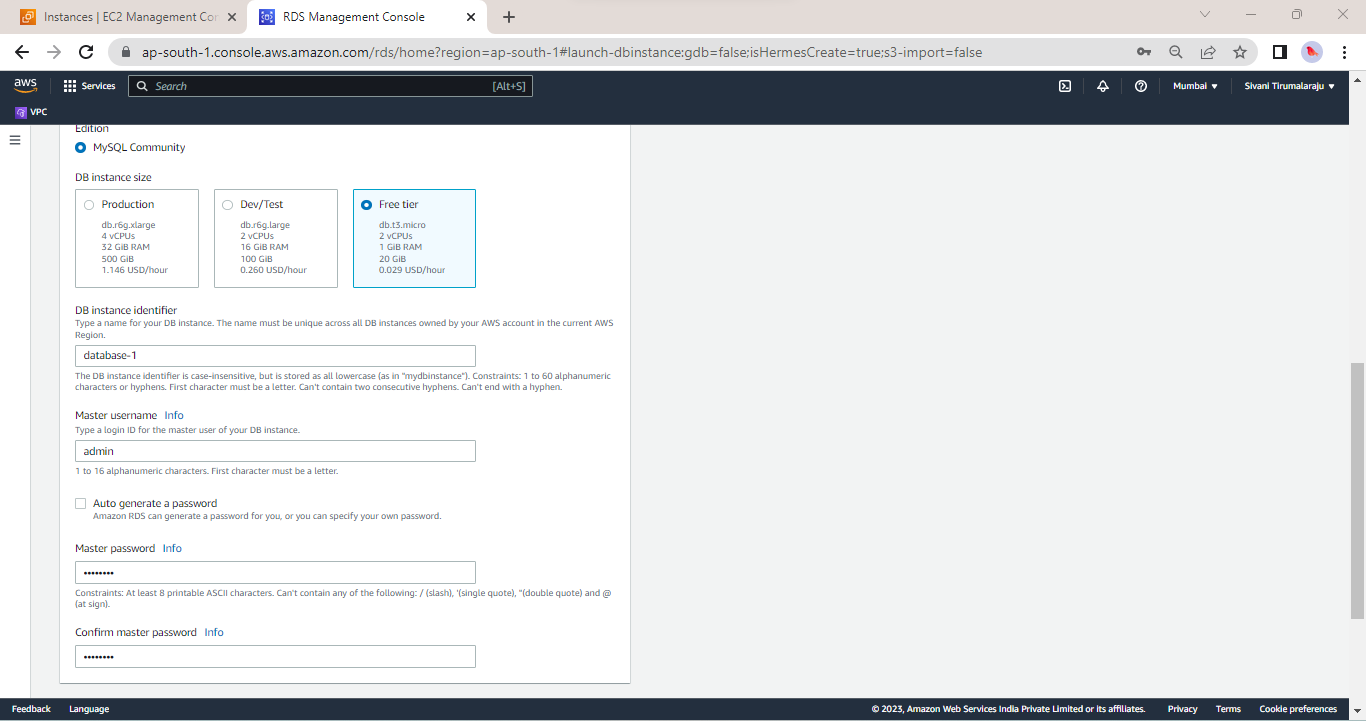 Instances | EC2 Management Con
RDS Management Console
ap-south-1.console.aws.amazon.com/rds/home?region=ap-south-1#launch-dbinstance:gdb=false;isHermesCreate=true;s3-import=false
aws
Services
Search
[Alt+S]
Mumbai
Sivani Tirumalaraju
VPC
Edition
MySQL Community
DB instance size
Production
db.r6g.xlarge
4 vCPUs
32 GiB RAM
500 GiB
1.146 USD/hour
Dev/Test
db.r6g.large
2 vCPUs
16 GiB RAM
100 GiB
0.260 USD/hour
Free tier
db.t3.micro
2 vCPUs
1 GiB RAM
20 GiB
0.029 USD/hour
DB instance identifier
Type a name for your DB instance. The name must be unique across all DB instances owned by your AWS account in the current AWS
Region.
database-1
The DB instance identifier is case-insensitive, but is stored as all lowercase (as in "mydbinstance"). Constraints: 1 to 60 alphanumeric
characters or hyphens. First character must be a letter. Can't contain two consecutive hyphens. Can't end with a hyphen.
Master username Info
Type a login ID for the master user of your DB instance.
admin
1 to 16 alphanumeric characters. First character must be a letter.
Auto generate a password
Amazon RDS can generate a password for you, or you can specify your own password.
Master password Info
••••••••
Constraints: At least 8 printable ASCII characters. Can't contain any of the following: / (slash), '(single quote), "(double quote) and @
(at sign).
Confirm master password Info
••••••••
Feedback
Language
© 2023, Amazon Web Services India Private Limited or its affiliates.
Privacy
Terms
Cookie preferences